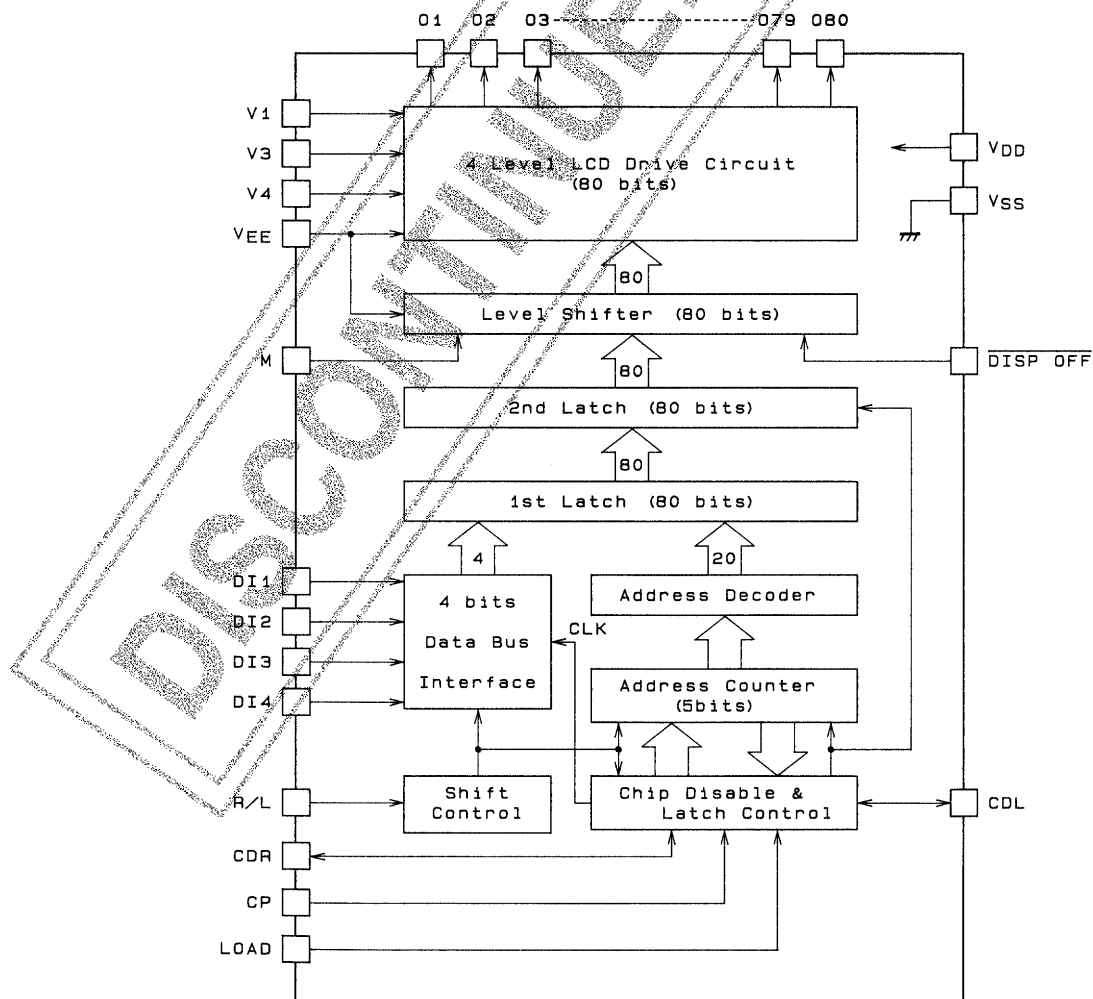 O1 O2 O3 O79 O80
V1
V3
V4
VEE
4 Level LCD Drive Circuit
(80 bits)
VDD
VSS
80
Level Shifter (80 bits)
M
DISP OFF
80
2nd Latch (80 bits)
80
1st Latch (80 bits)
4
20
DI1
DI2
DI3
DI4
4 bits
Data Bus
Interface
CLK
Address Decoder
Address Counter
(5bits)
R/L
Shift
Control
Chip Disable &
Latch Control
CDL
CDR
CP
LOAD
DISCONTINUE